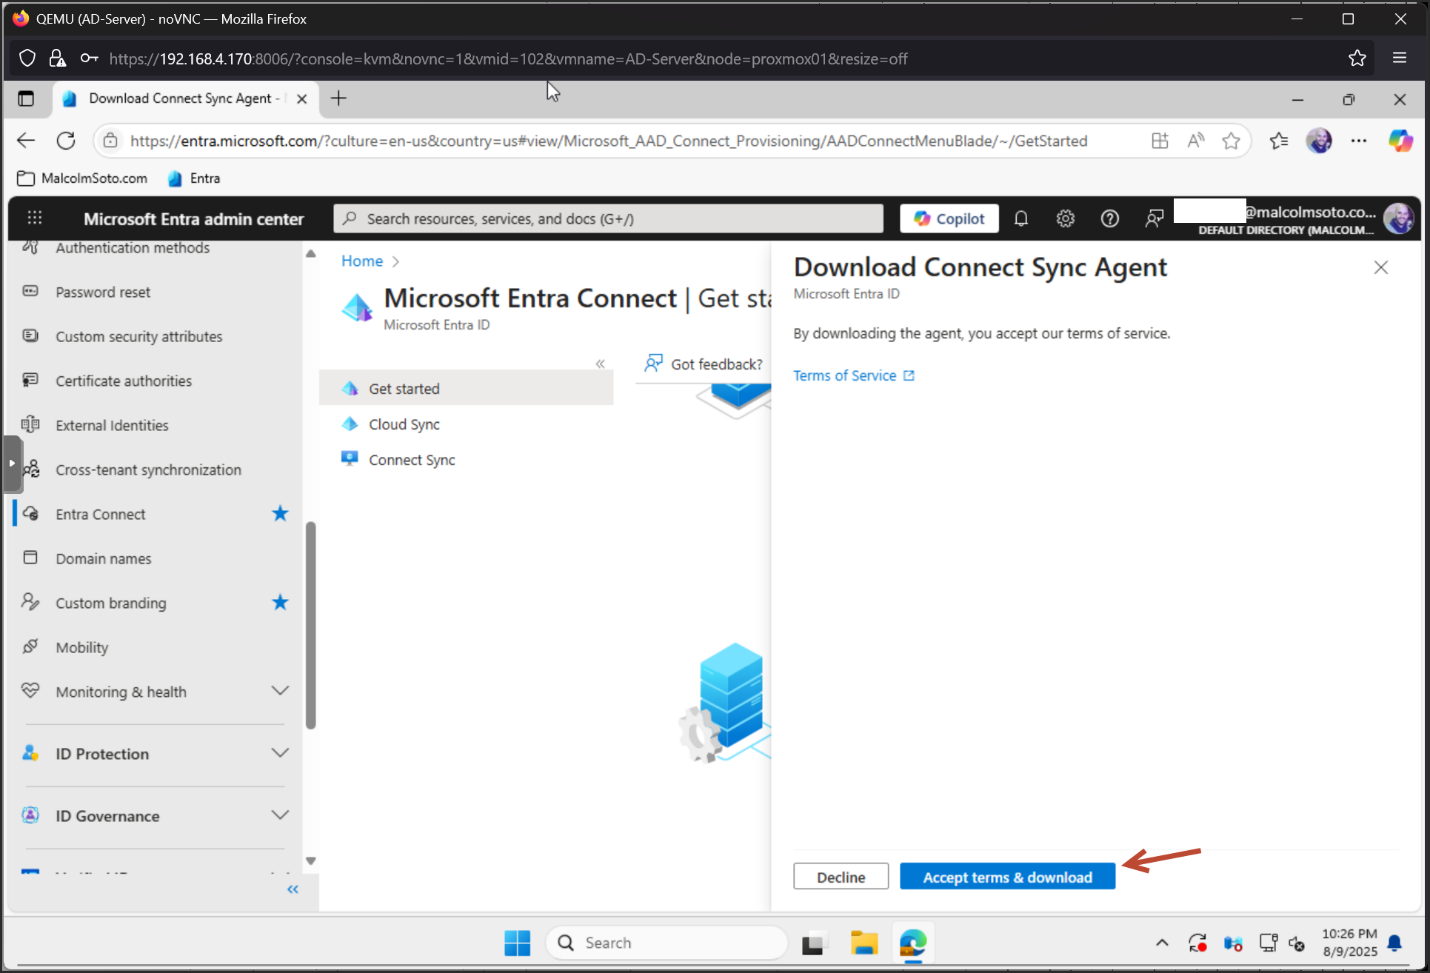 QEMU (AD-Server) - noVNC — Mozilla Firefox
https://192.168.4.170:8006/?console=kvm&novnc=1&vmid=102&vmname=AD-Server&node=proxmox01&resize=off
Download Connect Sync Agent -
https://entra.microsoft.com/?culture=en-us&country=us#view/Microsoft_AAD_Connect_Provisioning/AADConnectMenuBlade/~/GetStarted
MalcolmSoto.com
Entra
Microsoft Entra admin center
Search resources, services, and docs (G+/)
Copilot
@malcolmsoto.co...
DEFAULT DIRECTORY (MALCOLM...
Authentication methods
Password reset
Custom security attributes
Certificate authorities
External Identities
Cross-tenant synchronization
Entra Connect
Domain names
Custom branding
Mobility
Monitoring & health
ID Protection
ID Governance
Home
Microsoft Entra Connect | Get sta
Microsoft Entra ID
Got feedback?
Get started
Cloud Sync
Connect Sync
Download Connect Sync Agent
Microsoft Entra ID
By downloading the agent, you accept our terms of service.
Terms of Service
Decline
Accept terms & download
Search
10:26 PM
8/9/2025